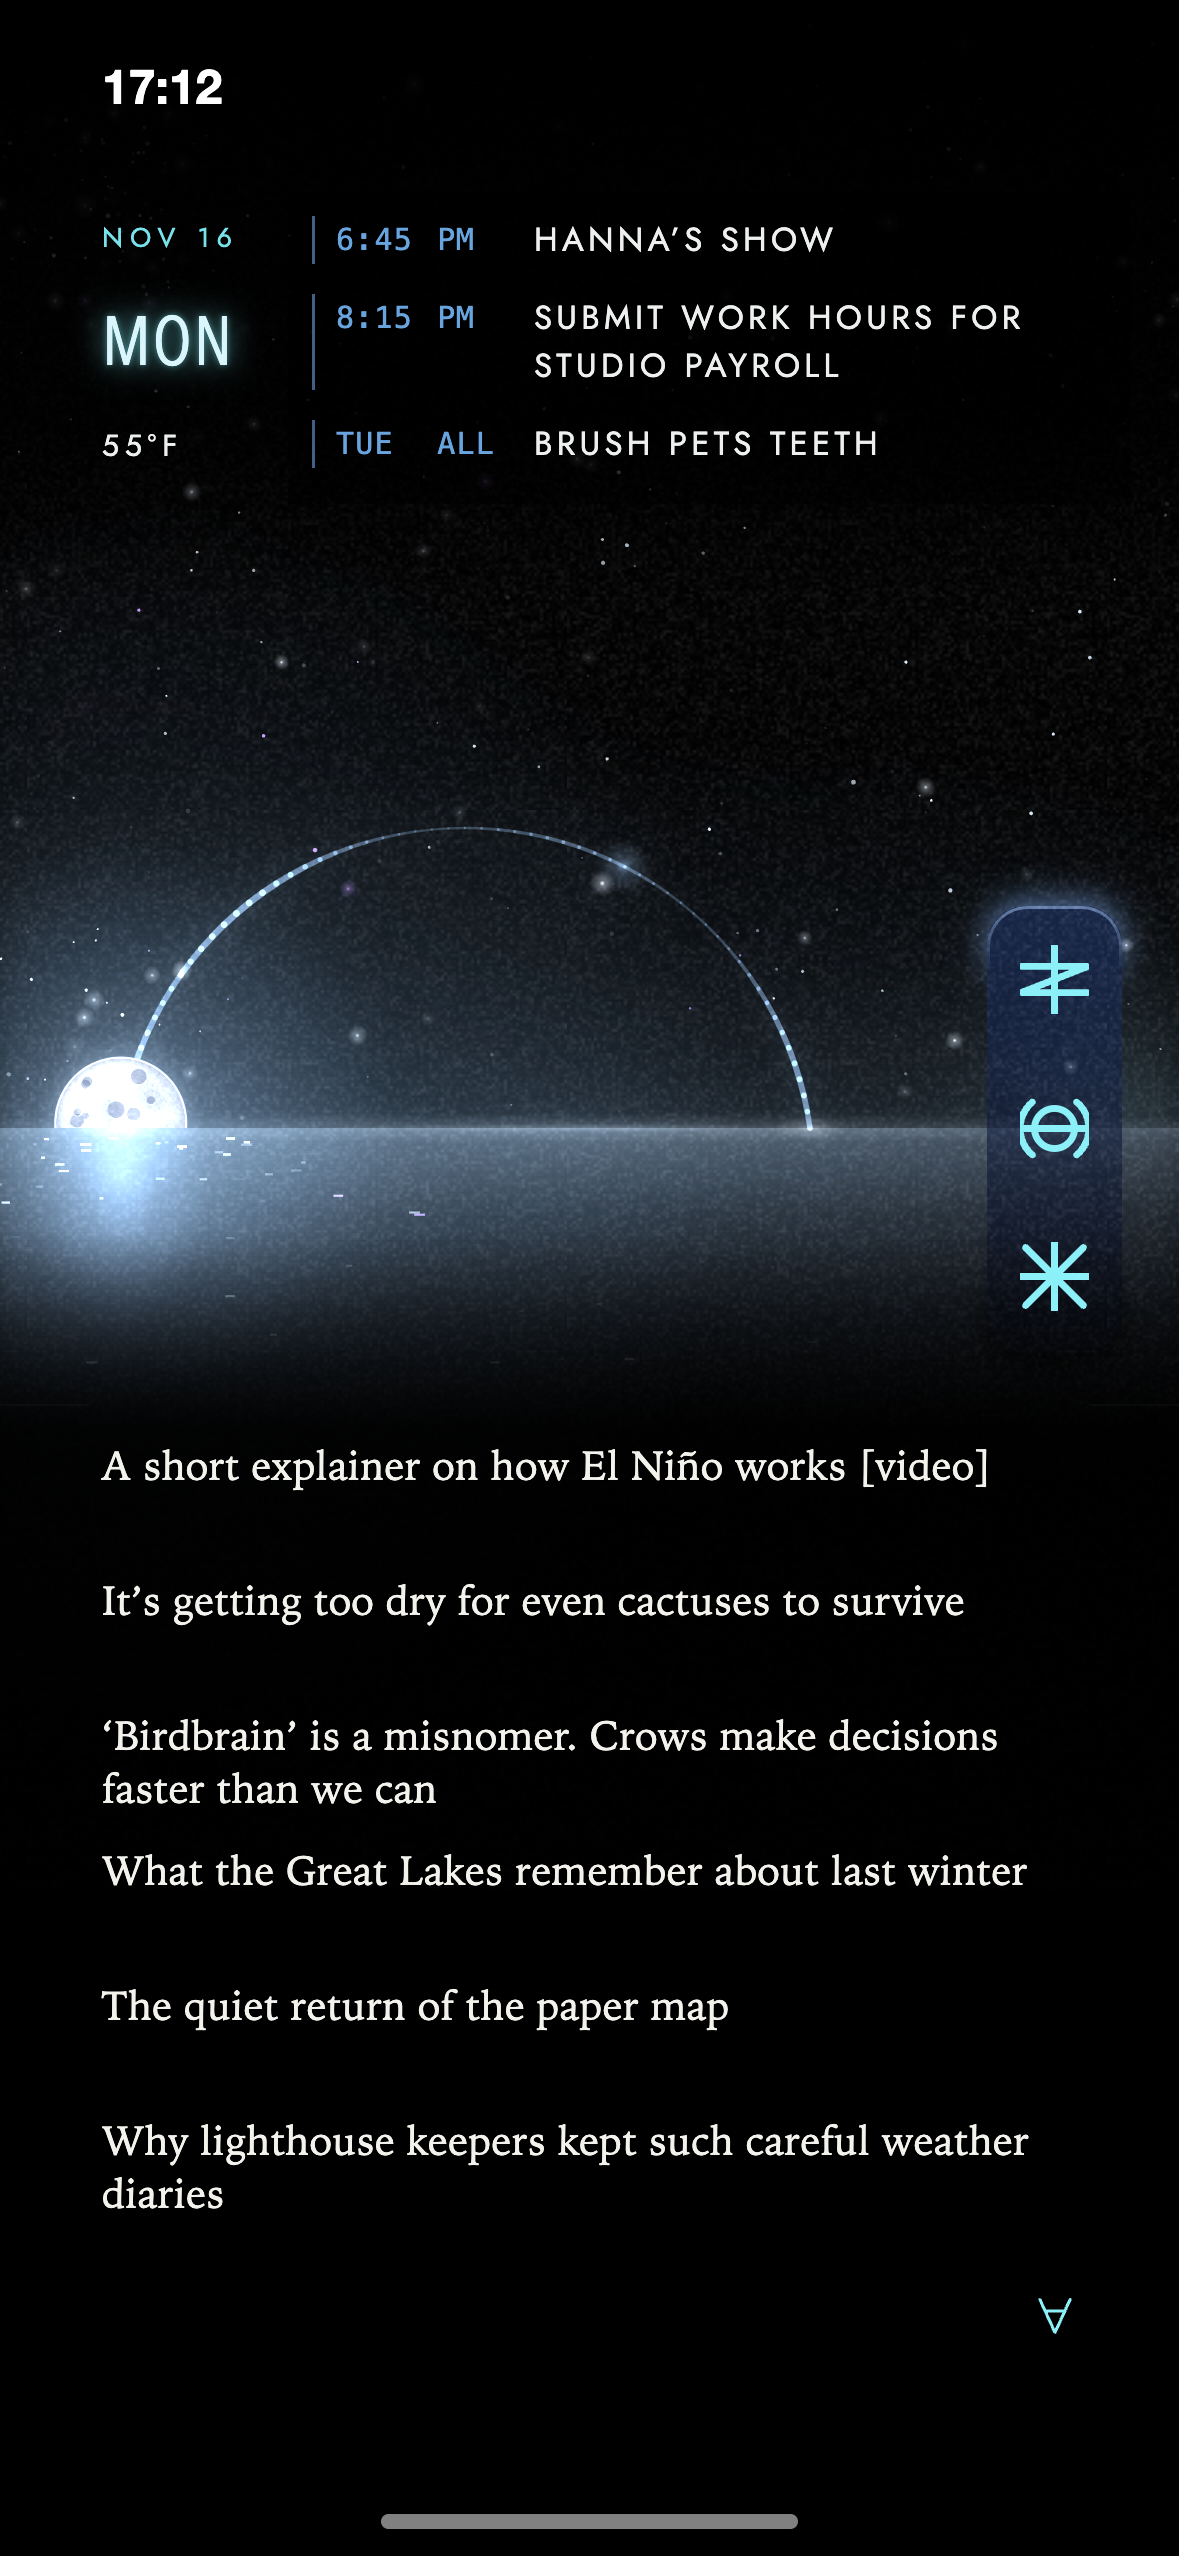 17:12
NOV 16
MON
55°F
6:45 PM HANNA’S SHOW
8:15 PM SUBMIT WORK HOURS FOR
STUDIO PAYROLL
TUE ALL BRUSH PETS TEETH
A short explainer on how El Niño works [video]
It’s getting too dry for even cactuses to survive
‘Birdbrain’ is a misnomer. Crows make decisions
faster than we can
What the Great Lakes remember about last winter
The quiet return of the paper map
Why lighthouse keepers kept such careful weather
diaries